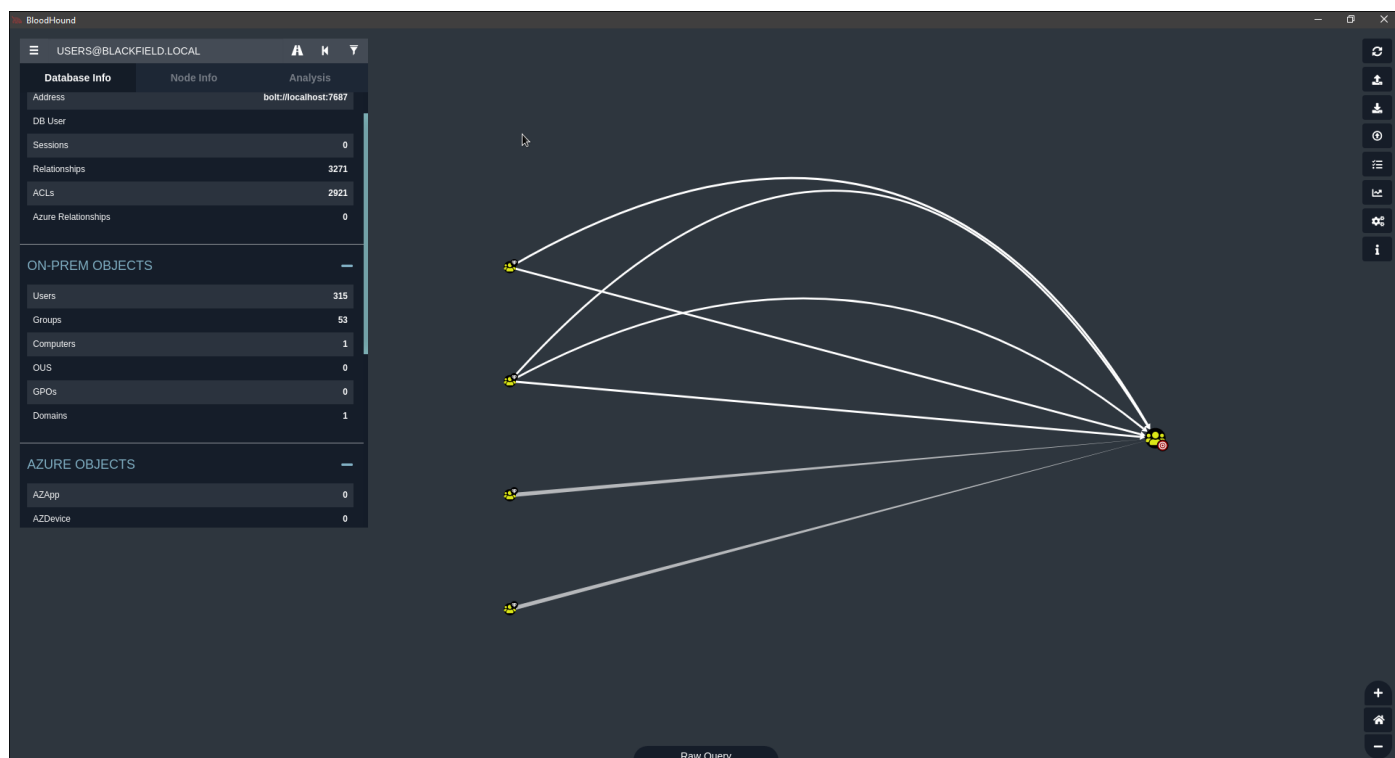 BloodHound
USERS@BLACKFIELD.LOCAL
Database Info Node Info Analysis
Address bolt://localhost:7687
DB User
Sessions 0
Relationships 3271
ACLs 2921
Azure Relationships 0
ON-PREM OBJECTS
Users 315
Groups 53
Computers 1
OUS 0
GPOs 0
Domains 1
AZURE OBJECTS
AZApp 0
AZDevice 0
Raw Query